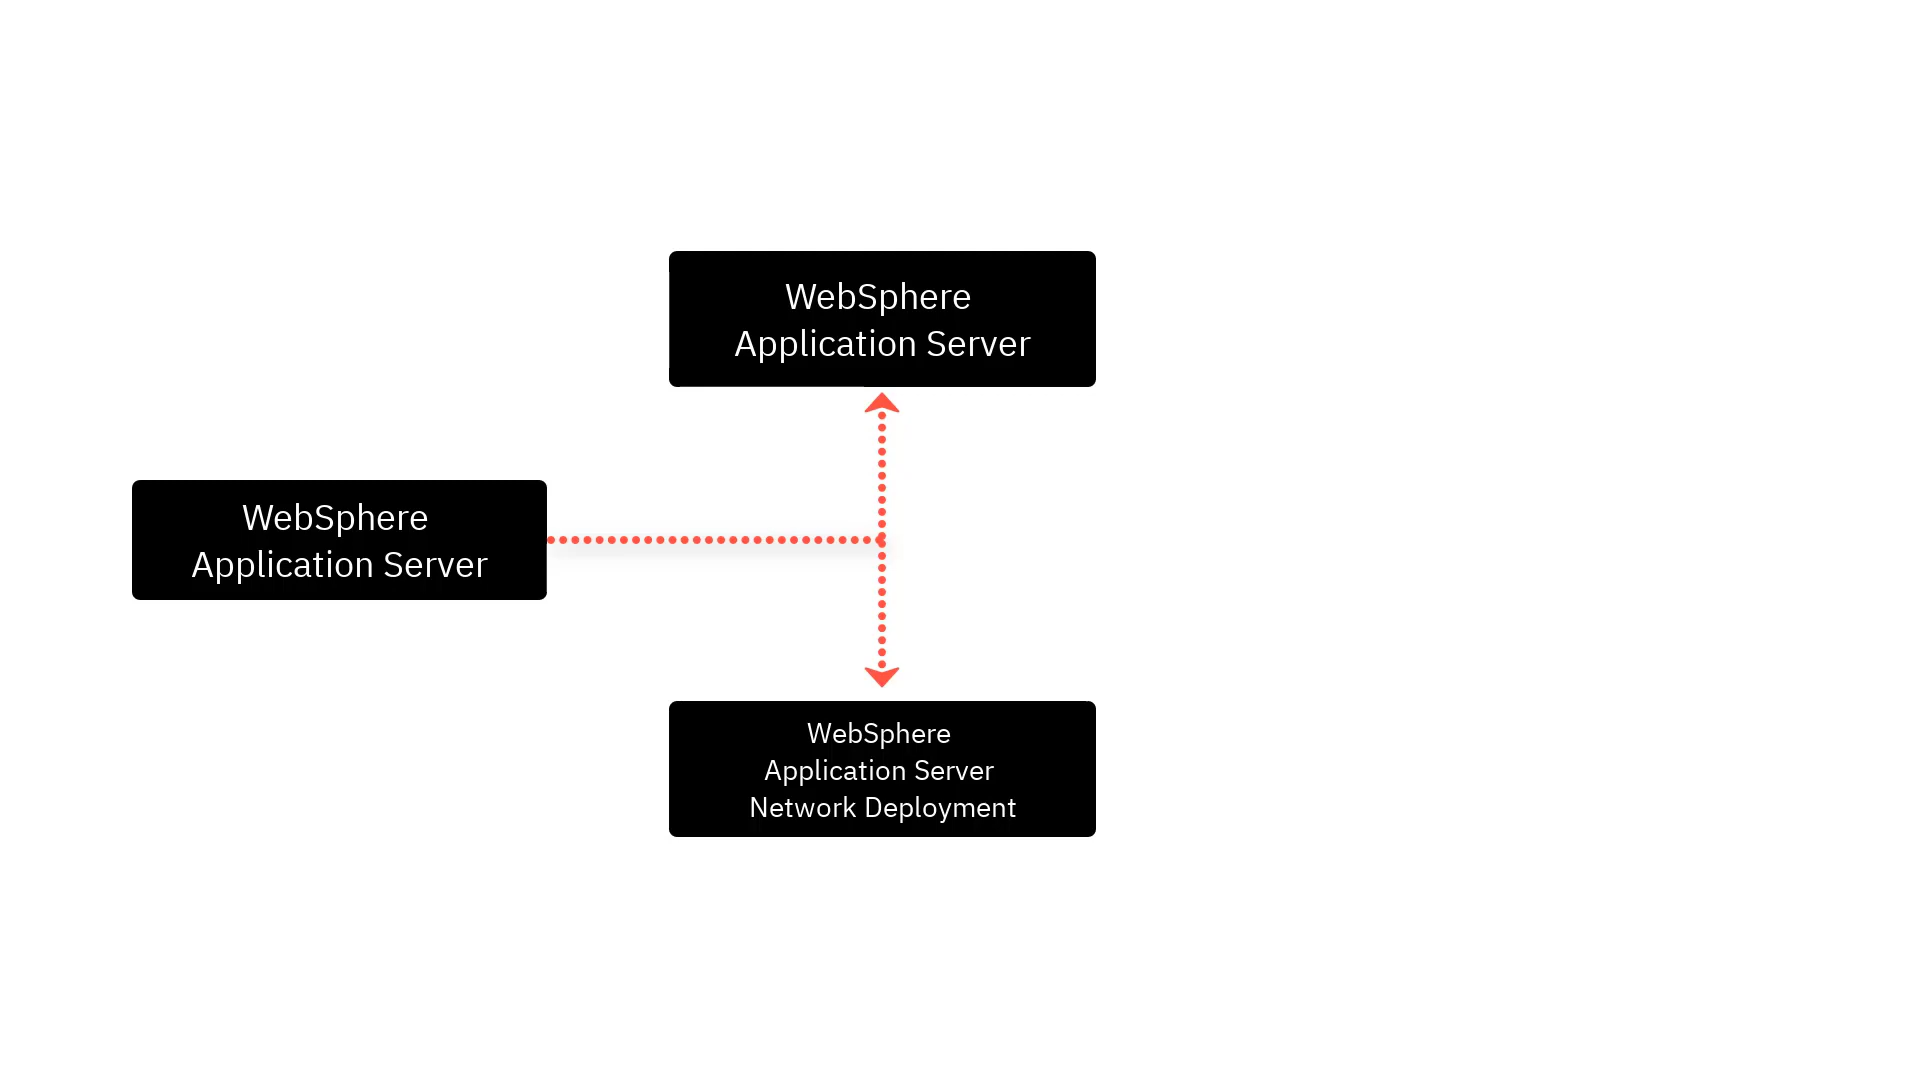 WebSphere
Application Server
WebSphere
Application Server
WebSphere
Application Server
Network Deployment